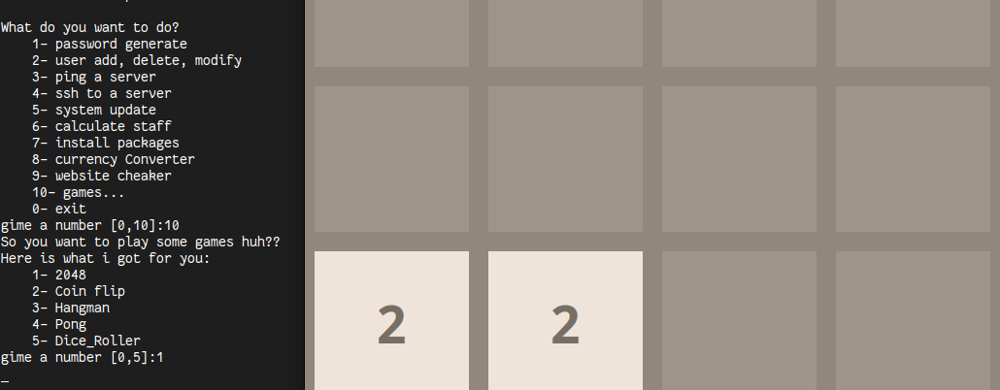 What do you want to do?
1- password generate
2- user add, delete, modify
3- ping a server
4- ssh to a server
5- system update
6- calculate staff
7- install packages
8- currency Converter
9- website cheaker
10- games...
0- exit
gime a number [0,10]:10
So you want to play some games huh??
Here is what i got for you:
1- 2048
2- Coin flip
3- Hangman
4- Pong
5- Dice_Roller
gime a number [0,5]:1
2 2